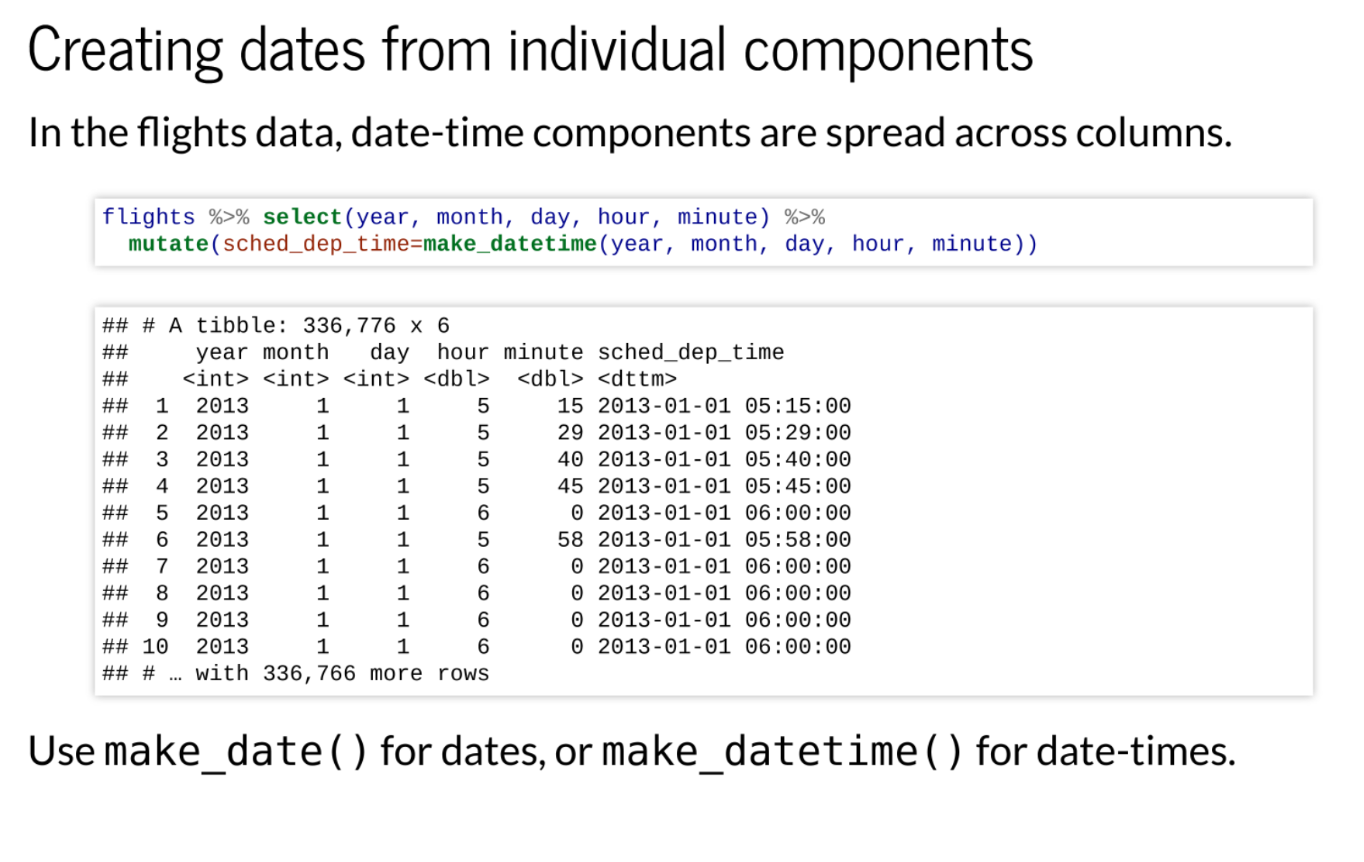 Creating dates from individual components
In the flights data, date-time components are spread across columns.
flights %>% select(year, month, day, hour, minute) %>%
  mutate(sched_dep_time=make_datetime(year, month, day, hour, minute))
## # A tibble: 336,776 x 6
##     year month   day  hour minute sched_dep_time
##    <int> <int> <int> <dbl>  <dbl> <dttm>
##  1  2013     1     1     5     15 2013-01-01 05:15:00
##  2  2013     1     1     5     29 2013-01-01 05:29:00
##  3  2013     1     1     5     40 2013-01-01 05:40:00
##  4  2013     1     1     5     45 2013-01-01 05:45:00
##  5  2013     1     1     6      0 2013-01-01 06:00:00
##  6  2013     1     1     5     58 2013-01-01 05:58:00
##  7  2013     1     1     6      0 2013-01-01 06:00:00
##  8  2013     1     1     6      0 2013-01-01 06:00:00
##  9  2013     1     1     6      0 2013-01-01 06:00:00
## 10  2013     1     1     6      0 2013-01-01 06:00:00
## # … with 336,766 more rows
Use make_date() for dates, or make_datetime() for date-times.